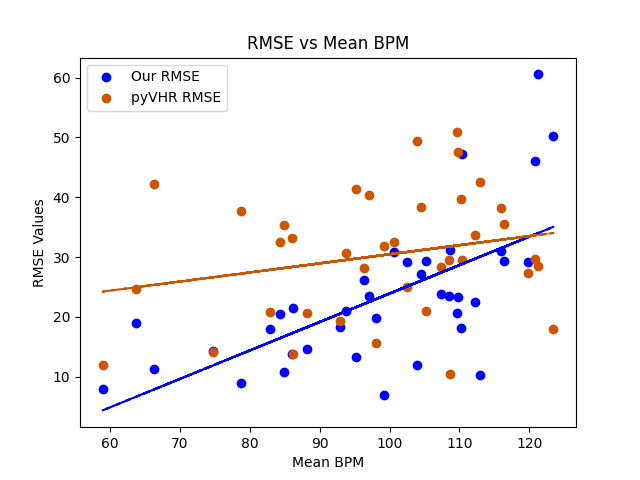 RMSE vs Mean BPM
Our RMSE
pyVHR RMSE
60
50
40
30
20
10
RMSE Values
60 70 80 90 100 110 120
Mean BPM